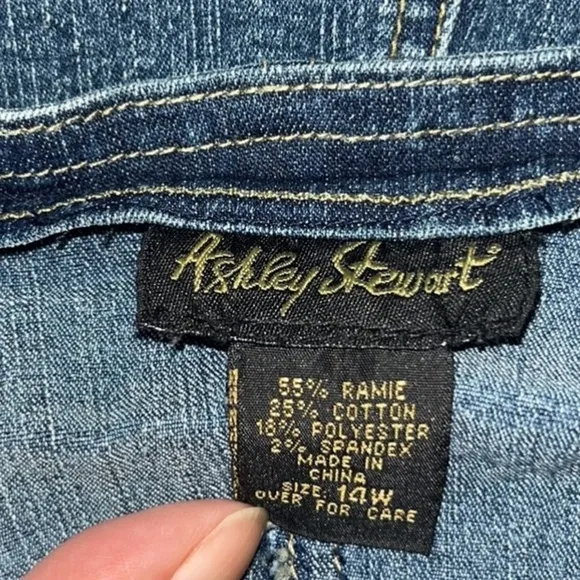 Ashley Stewart
55% RAMIE
25% COTTON
18% POLYESTER
2% SPANDEX
MADE IN
CHINA
SIZE: 14W
OVER FOR CARE